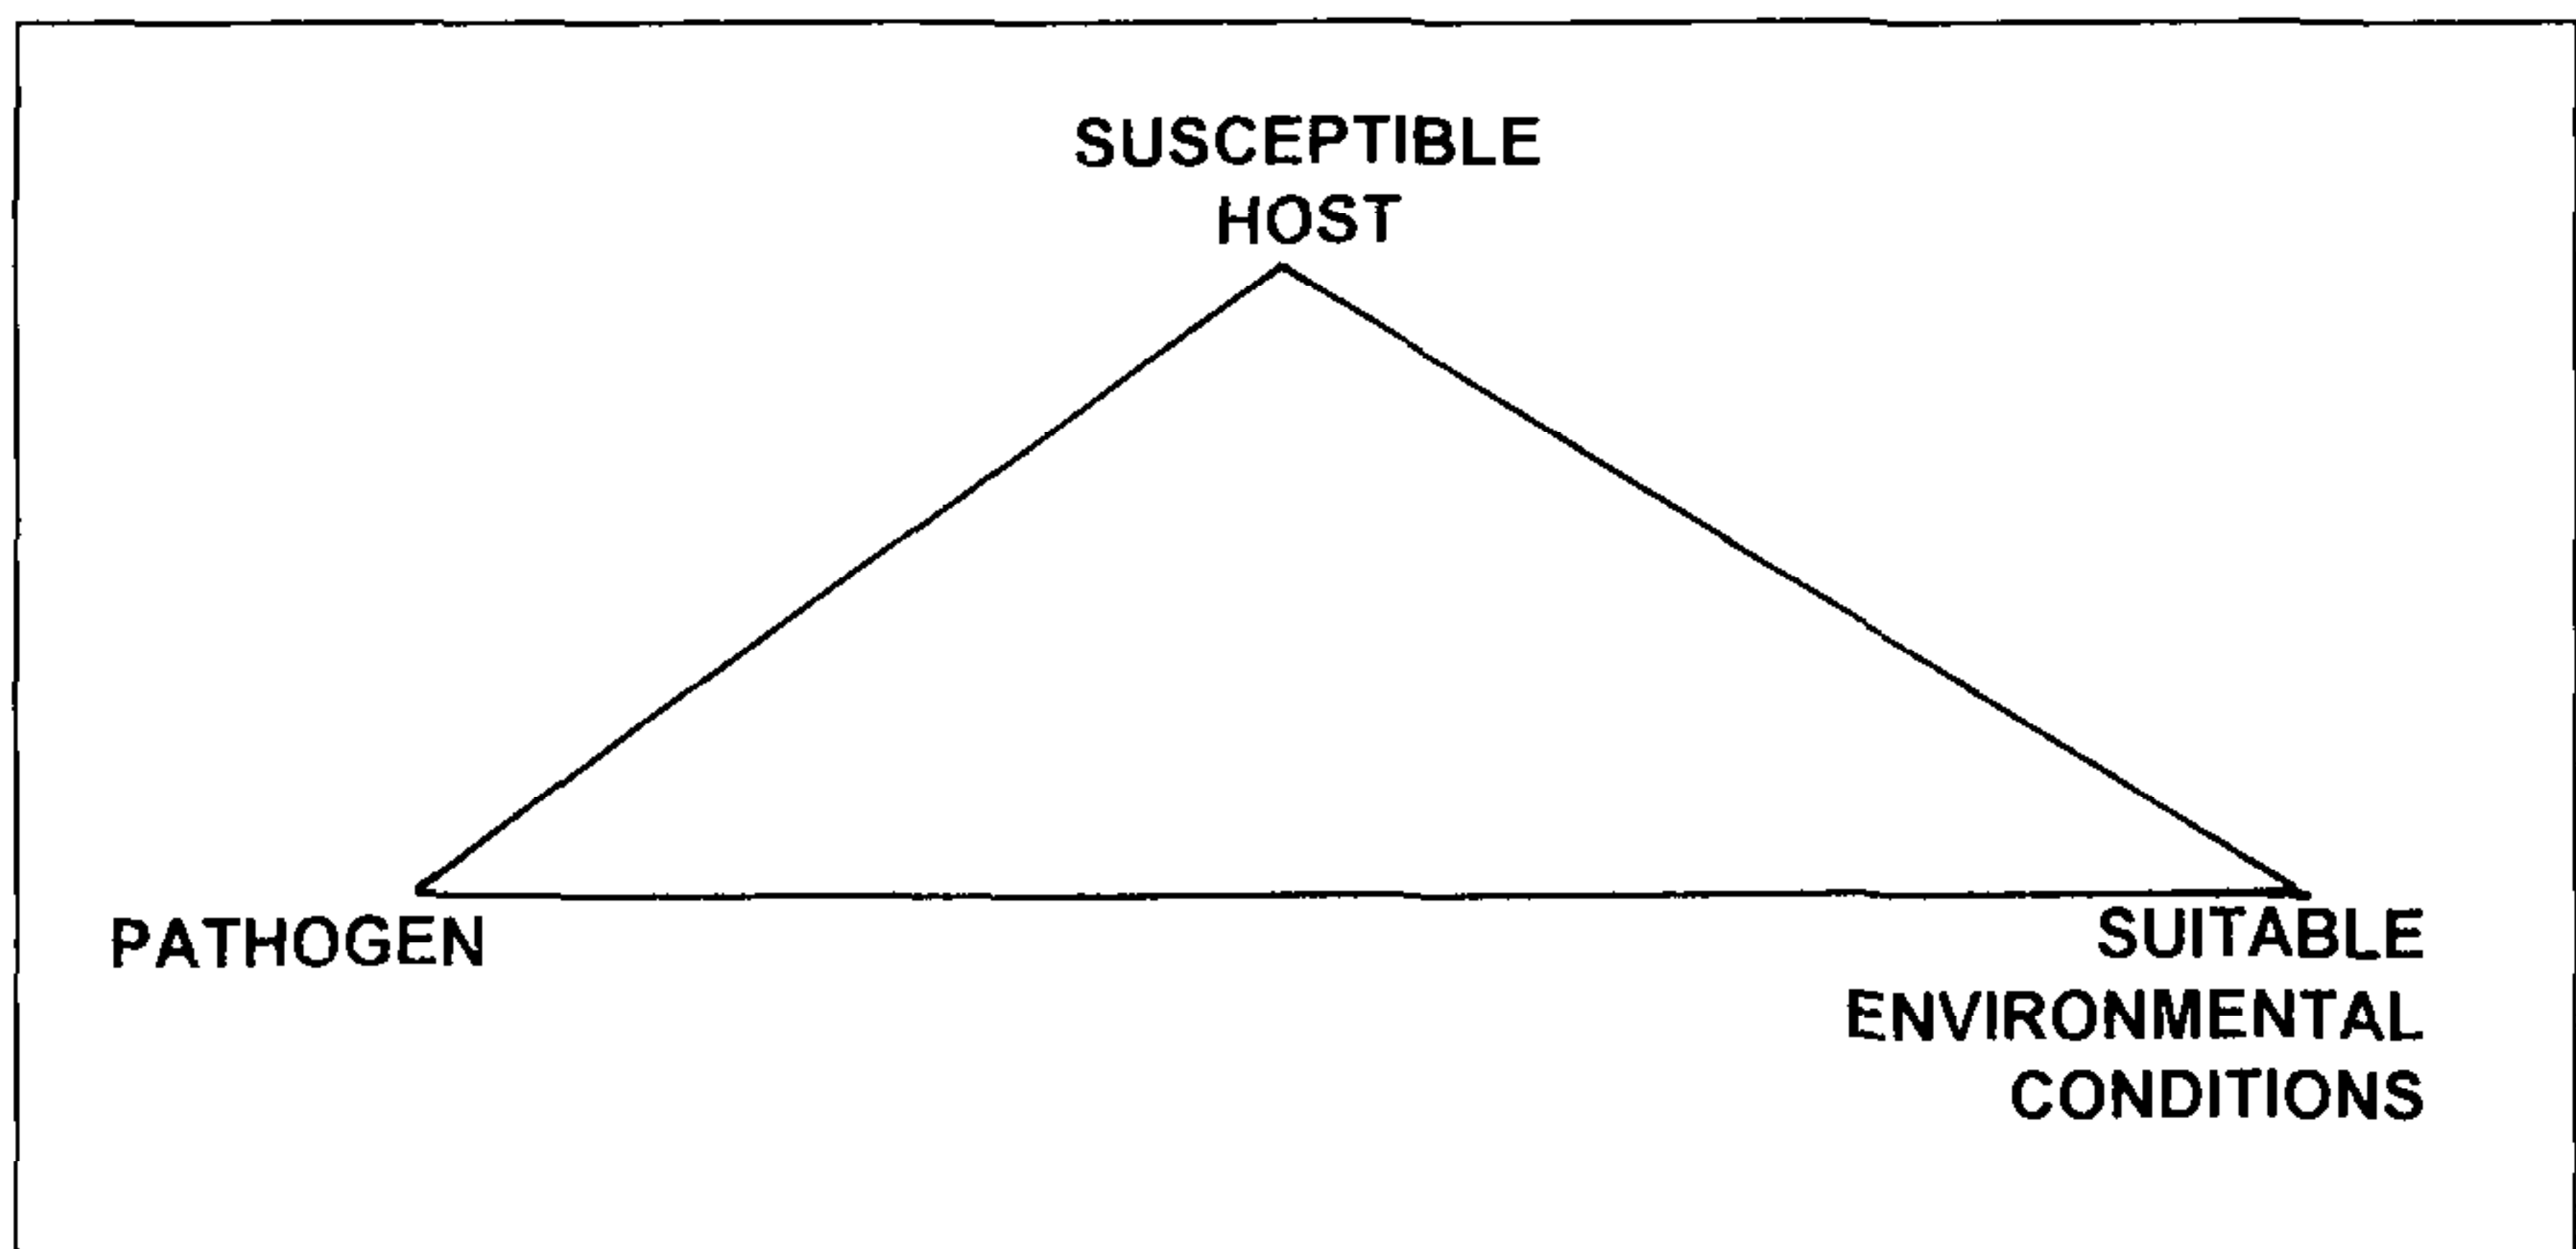 SUSCEPTIBLE
HOST
PATHOGEN
SUITABLE
ENVIRONMENTAL
CONDITIONS